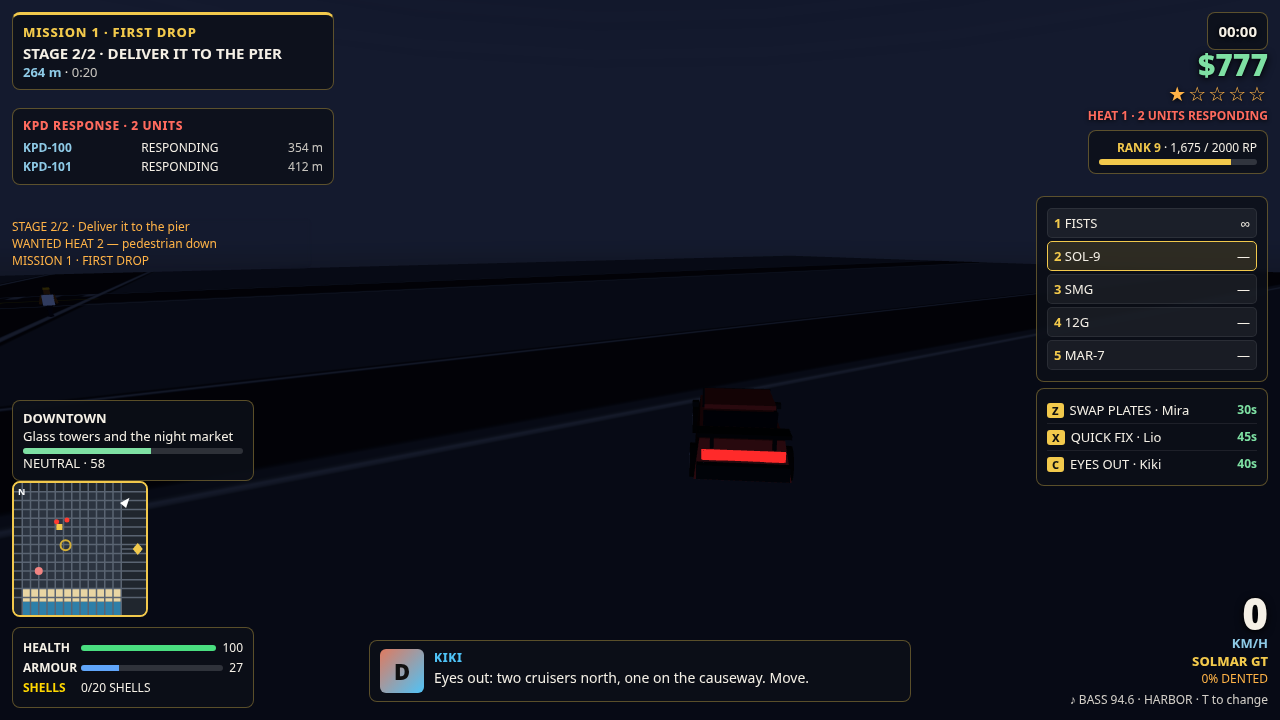 MISSION 1 · FIRST DROP
STAGE 2/2 · DELIVER IT TO THE PIER
264 m · 0:20
KPD RESPONSE · 2 UNITS
KPD-100 RESPONDING 354 m
KPD-101 RESPONDING 412 m
STAGE 2/2 · Deliver it to the pier
WANTED HEAT 2 — pedestrian down
MISSION 1 · FIRST DROP
00:00
$777
★☆☆☆☆
HEAT 1 · 2 UNITS RESPONDING
RANK 9 · 1,675 / 2000 RP
1 FISTS ∞
2 SOL-9 —
3 SMG —
4 12G —
5 MAR-7 —
Z SWAP PLATES · Mira 30s
X QUICK FIX · Lio 45s
C EYES OUT · Kiki 40s
DOWNTOWN
Glass towers and the night market
NEUTRAL · 58
N
HEALTH 100
ARMOUR 27
SHELLS 0/20 SHELLS
D
KIKI
Eyes out: two cruisers north, one on the causeway. Move.
0
KM/H
SOLMAR GT
0% DENTED
♪ BASS 94.6 · HARBOR · T to change